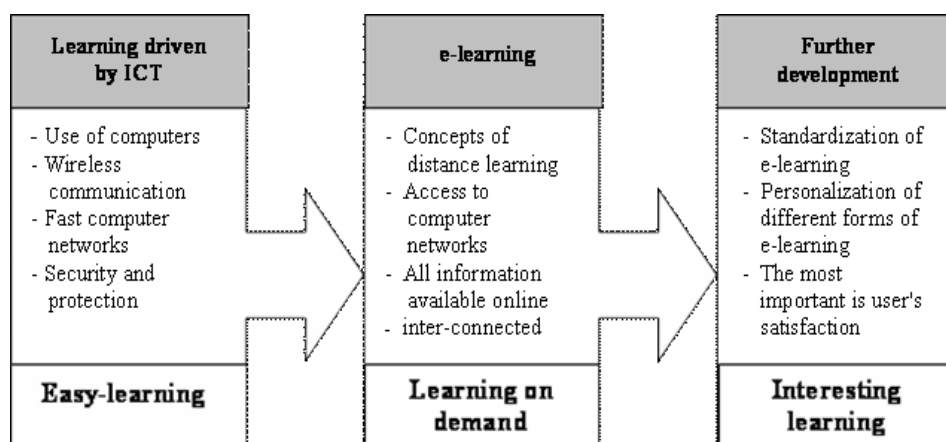 Learning driven
by ICT
- Use of computers
- Wireless
communication
- Fast computer
networks
- Security and
protection
Easy-learning
e-learning
- Concepts of
distance learning
- Access to
computer
networks
- All information
available online
- inter-connected
Learning on
demand
Further
development
- Standardization of
e-learning
- Personalization of
different forms of
e-learning
- The most
important is user's
satisfaction
Interesting
learning